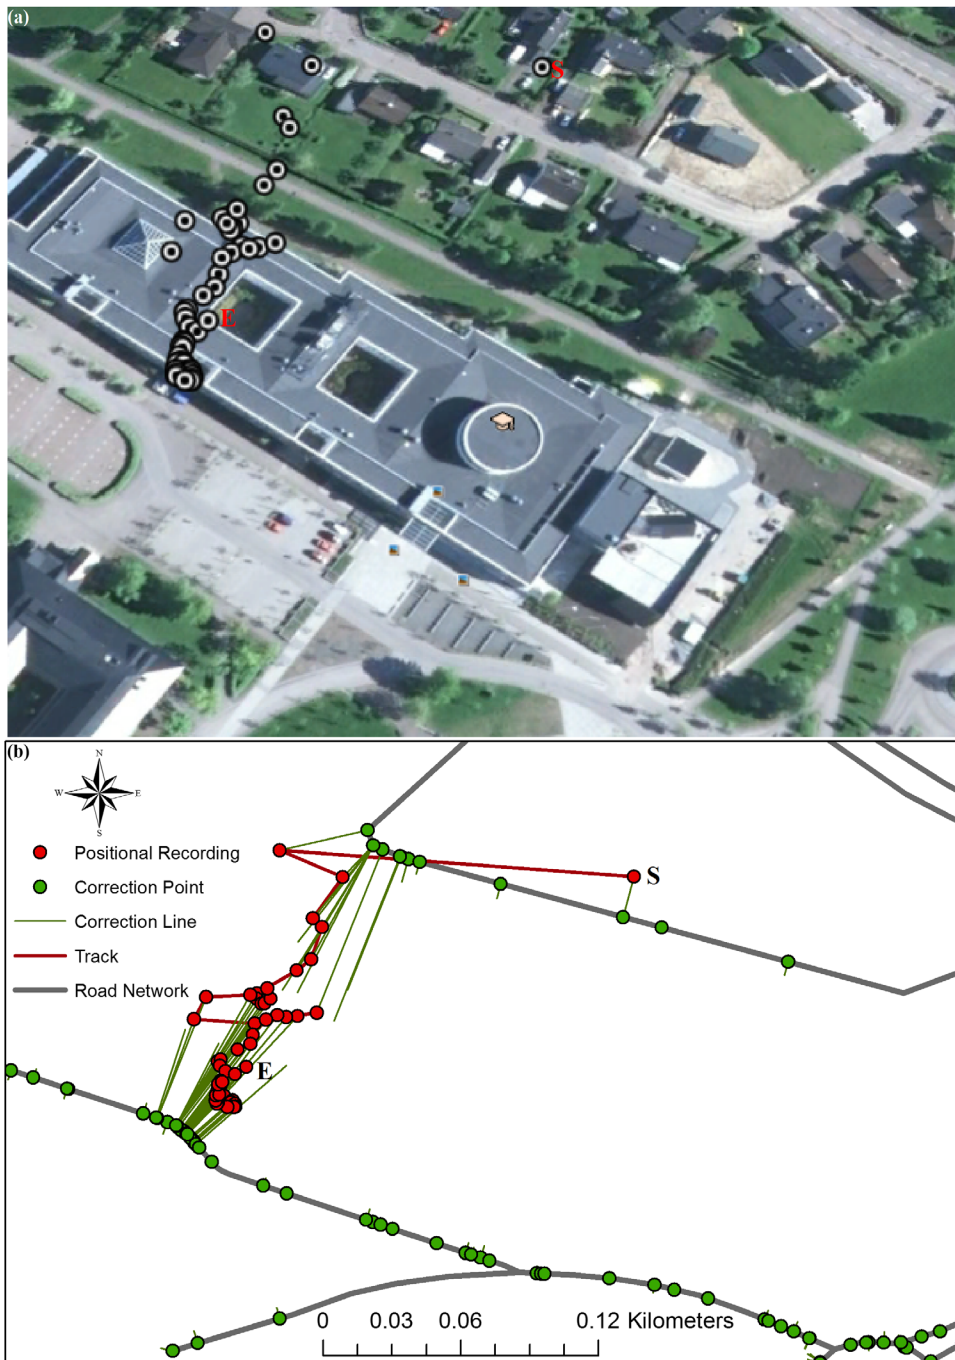 (a)
S
E
(b)
N
W E
S
Positional Recording
Correction Point
Correction Line
Track
Road Network
S
E
0 0.03 0.06 0.12 Kilometers